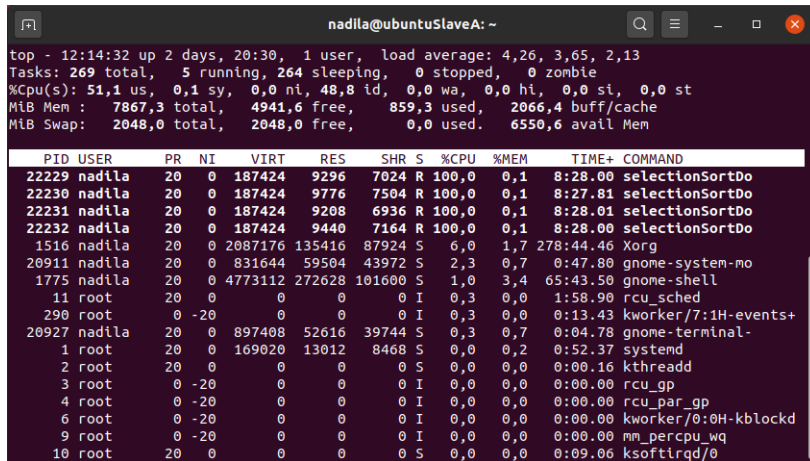 nadila@ubuntuSlaveA: ~
top - 12:14:32 up 2 days, 20:30,  1 user,  load average: 4,26, 3,65, 2,13
Tasks: 269 total,   5 running, 264 sleeping,   0 stopped,   0 zombie
%Cpu(s): 51,1 us,  0,1 sy,  0,0 ni, 48,8 id,  0,0 wa,  0,0 hi,  0,0 si,  0,0 st
MiB Mem :   7867,3 total,   4941,6 free,    859,3 used,   2066,4 buff/cache
MiB Swap:   2048,0 total,   2048,0 free,      0,0 used.   6550,6 avail Mem
PID USER      PR  NI    VIRT    RES    SHR S  %CPU  %MEM     TIME+ COMMAND
22229 nadila    20   0  187424   9296   7024 R 100,0   0,1   8:28.00 selectionSortDo
22230 nadila    20   0  187424   9776   7504 R 100,0   0,1   8:27.81 selectionSortDo
22231 nadila    20   0  187424   9208   6936 R 100,0   0,1   8:28.01 selectionSortDo
22232 nadila    20   0  187424   9440   7164 R 100,0   0,1   8:28.00 selectionSortDo
1516 nadila    20   0 2087176 135416  87924 S   6,0   1,7 278:44.46 Xorg
20911 nadila    20   0  831644  59504  43972 S   2,3   0,7   0:47.80 gnome-system-mo
1775 nadila    20   0 4773112 272628 101600 S   1,0   3,4  65:43.50 gnome-shell
11 root      20   0       0      0      0 I   0,3   0,0   1:58.90 rcu_sched
290 root       0 -20       0      0      0 I   0,3   0,0   0:13.43 kworker/7:1H-events+
20927 nadila    20   0  897408  52616  39744 S   0,3   0,7   0:04.78 gnome-terminal-
1 root      20   0  169020  13012   8468 S   0,0   0,2   0:52.37 systemd
2 root      20   0       0      0      0 S   0,0   0,0   0:00.16 kthreadd
3 root       0 -20       0      0      0 I   0,0   0,0   0:00.00 rcu_gp
4 root       0 -20       0      0      0 I   0,0   0,0   0:00.00 rcu_par_gp
6 root       0 -20       0      0      0 I   0,0   0,0   0:00.00 kworker/0:0H-kblockd
9 root       0 -20       0      0      0 I   0,0   0,0   0:00.00 mm_percpu_wq
10 root      20   0       0      0      0 S   0,0   0,0   0:09.06 ksoftirqd/0